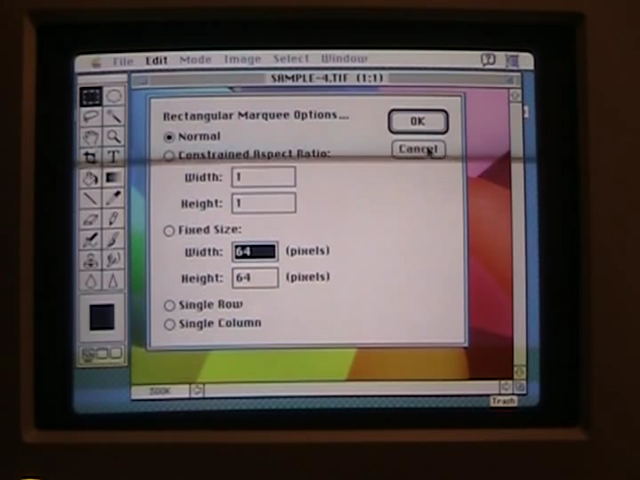 File Edit Mode Image Select Window
SAMPLE-4.TIF (1:1)
Rectangular Marquee Options...
OK
Normal
Cancel
Constrained Aspect Ratio:
Width: 1
Height: 1
Fixed Size:
Width: 64 (pixels)
Height: 64 (pixels)
Single Row
Single Column
500K
Trash